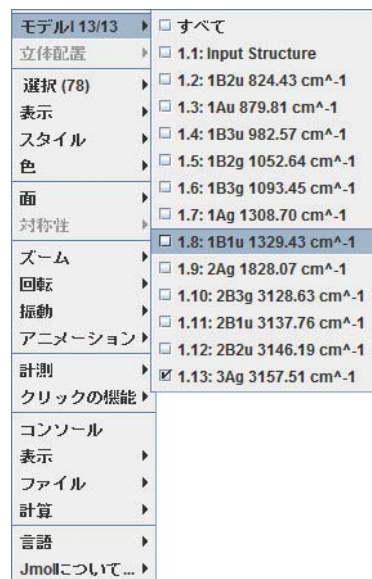 モデル| 13/13
立体配置
選択 (78)
表示
スタイル
色
面
対称性
ズーム
回転
振動
アニメーション
計測
クリックの機能
コンソール
表示
ファイル
計算
言語
Jmolについて...
すべて
1.1: Input Structure
1.2: 1B2u 824.43 cm^-1
1.3: 1Au 879.81 cm^-1
1.4: 1B3u 982.57 cm^-1
1.5: 1B2g 1052.64 cm^-1
1.6: 1B3g 1093.45 cm^-1
1.7: 1Ag 1308.70 cm^-1
1.8: 1B1u 1329.43 cm^-1
1.9: 2Ag 1828.07 cm^-1
1.10: 2B3g 3128.63 cm^-1
1.11: 2B1u 3137.76 cm^-1
1.12: 2B2u 3146.19 cm^-1
1.13: 3Ag 3157.51 cm^-1